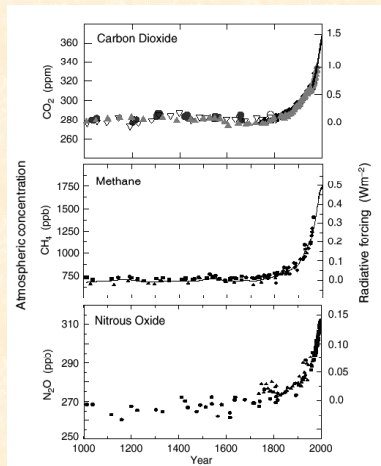 Carbon Dioxide
360
340
320
300
280
260
CO2 (ppm)
1.5
1.0
0.5
0.0
Methane
1750
1500
1250
1000
750
CH4 (ppb)
0.5
0.4
0.3
0.2
0.1
0.0
Nitrous Oxide
310
290
270
250
N2O (ppb)
0.15
0.10
0.05
0.0
1000 1200 1400 1600 1800 2000
Year
Atmospheric concentration
Radiative forcing (Wm-2)